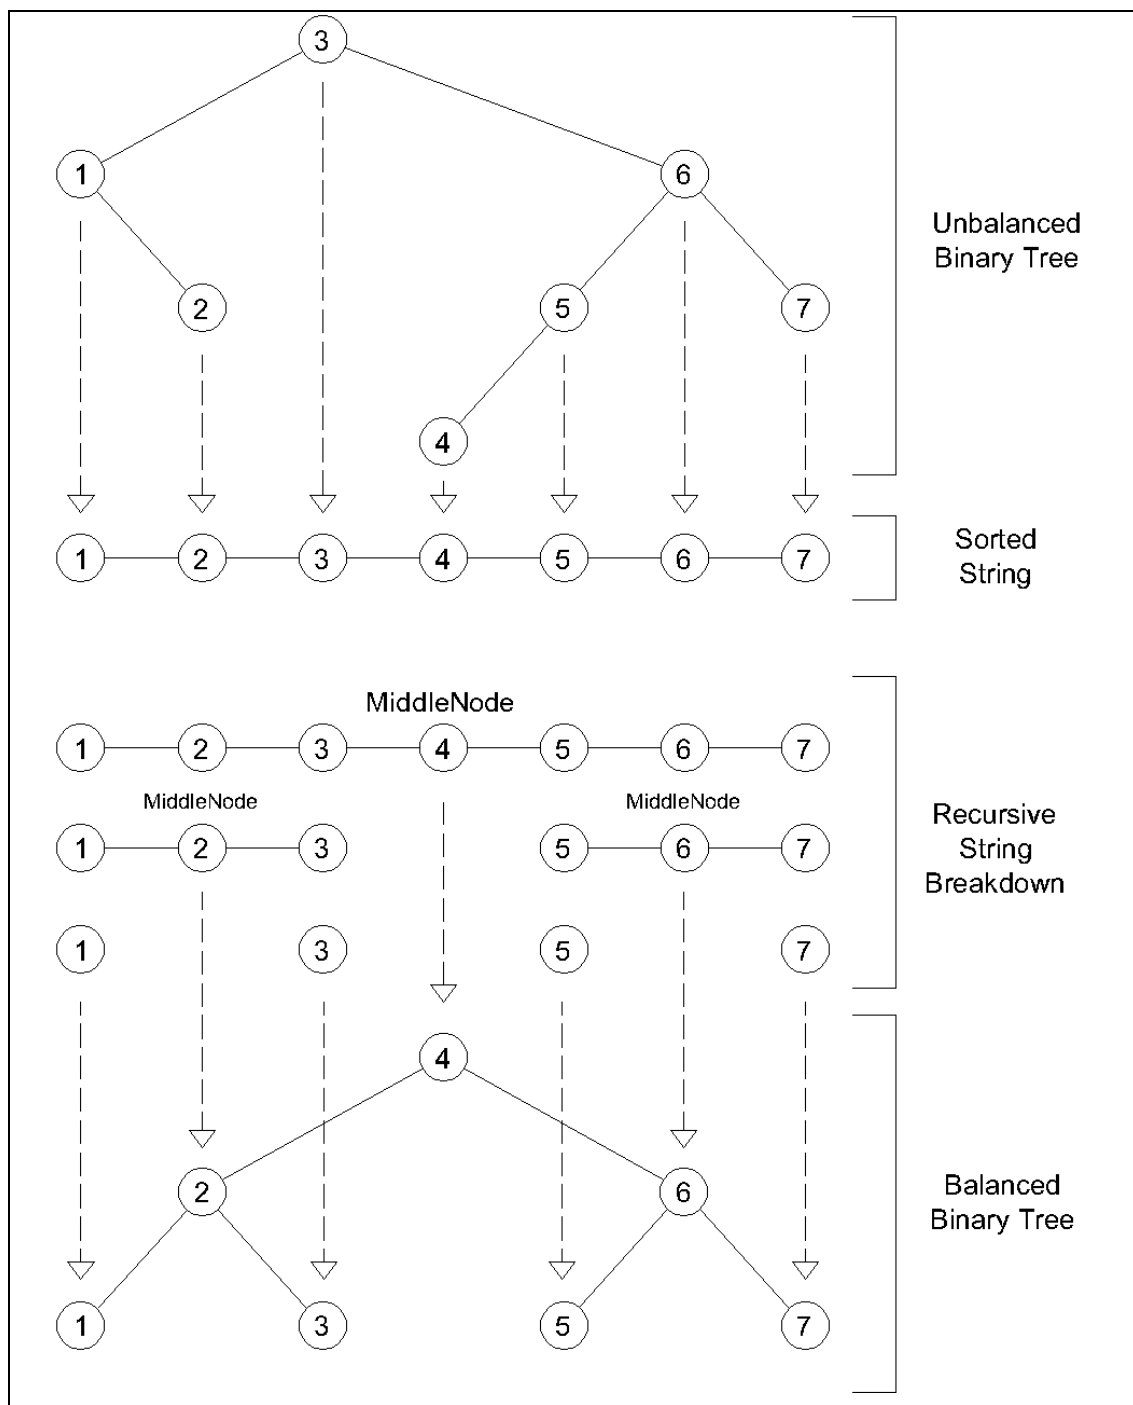 3
1 6
Unbalanced
Binary Tree
2 5 7
4
1 2 3 4 5 6 7
Sorted
String
MiddleNode
1 2 3 4 5 6 7
MiddleNode MiddleNode
1 2 3 5 6 7
Recursive
String
Breakdown
1 3 5 7
4
2 6
Balanced
Binary Tree
1 3 5 7